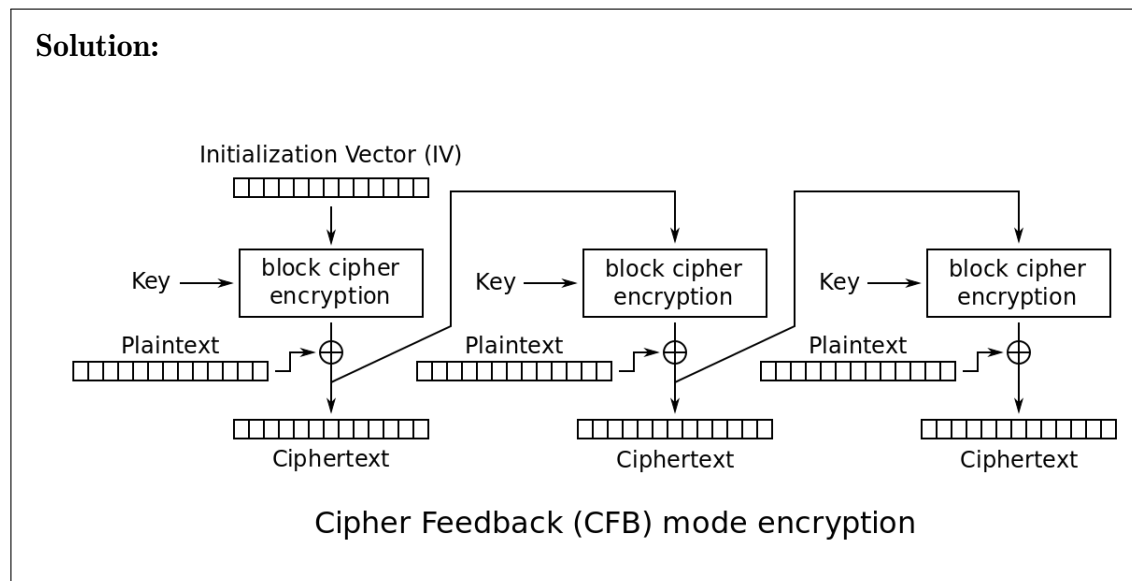 Solution:
Initialization Vector (IV)
Key
block cipher
encryption
Key
block cipher
encryption
Key
block cipher
encryption
Plaintext
Plaintext
Plaintext
Ciphertext
Ciphertext
Ciphertext
Cipher Feedback (CFB) mode encryption